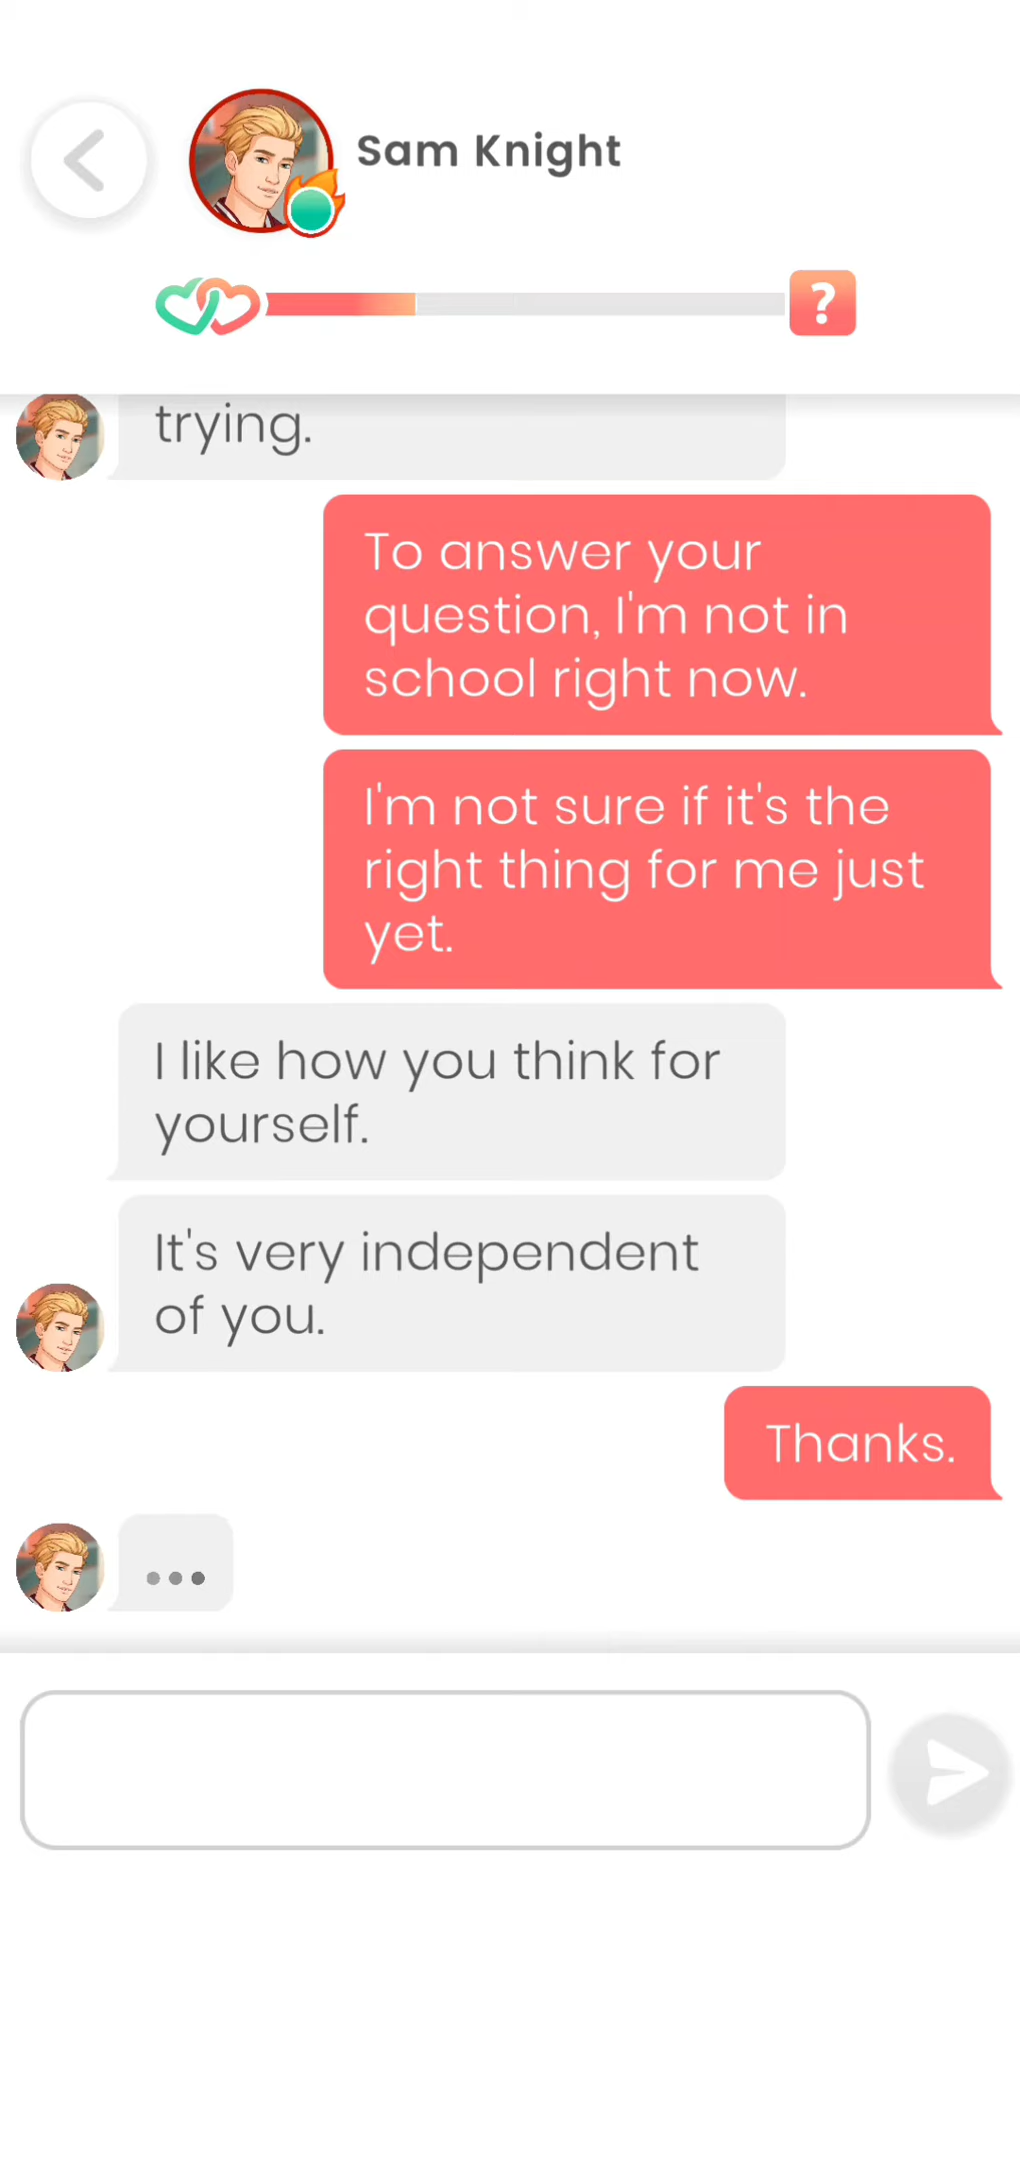 Sam Knight
?
trying.
To answer your
question, I'm not in
school right now.
I'm not sure if it's the
right thing for me just
yet.
I like how you think for
yourself.
It's very independent
of you.
Thanks.
...